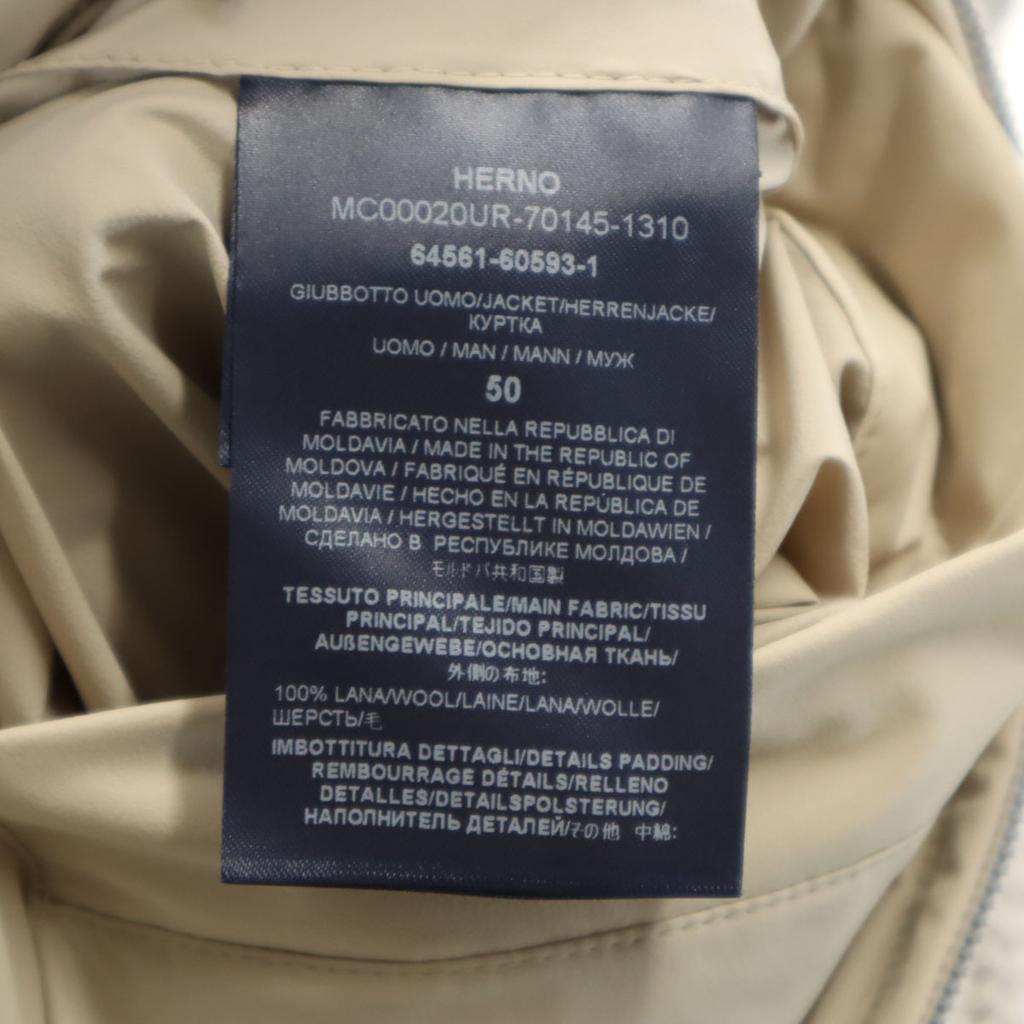 HERNO
MC00020UR-70145-1310
64561-60593-1
GIUBBOTTO UOMO/JACKET/HERRENJACKE/
КУРТКА
UOMO / MAN / MANN / МУЖ
50
FABBRICATO NELLA REPUBBLICA DI
MOLDAVIA / MADE IN THE REPUBLIC OF
MOLDOVA / FABRIQUÉ EN RÉPUBLIQUE DE
MOLDAVIE / HECHO EN LA REPÚBLICA DE
MOLDAVIA / HERGESTELLT IN MOLDAWIEN /
СДЕЛАНО В РЕСПУБЛИКЕ МОЛДОВА /
モルドバ共和国製
TESSUTO PRINCIPALE/MAIN FABRIC/TISSU
PRINCIPAL/TEJIDO PRINCIPAL/
AUßENGEWEBE/ОСНОВНАЯ ТКАНЬ/
外側の布地:
100% LANA/WOOL/LAINE/LANA/WOLLE/
ШЕРСТЬ/毛
IMBOTTITURA DETTAGLI/DETAILS PADDING/
REMBOURRAGE DÉTAILS/RELLENO
DETALLES/DETAILSPOLSTERUNG/
НАПОЛНИТЕЛЬ ДЕТАЛЕЙ/その他 中綿: